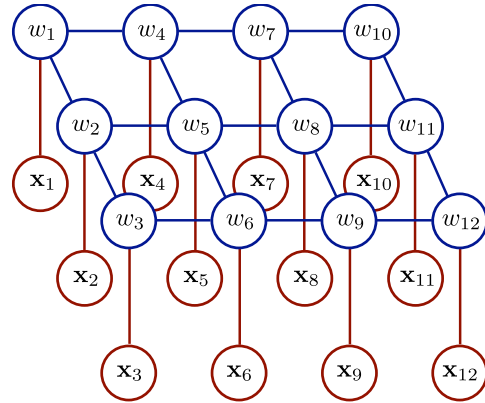 w₁ w₄ w₇ w₁₀
w₂ w₅ w₈ w₁₁
x₁ x₄ x₇ x₁₀
w₃ w₆ w₉ w₁₂
x₂ x₅ x₈ x₁₁
x₃ x₆ x₉ x₁₂